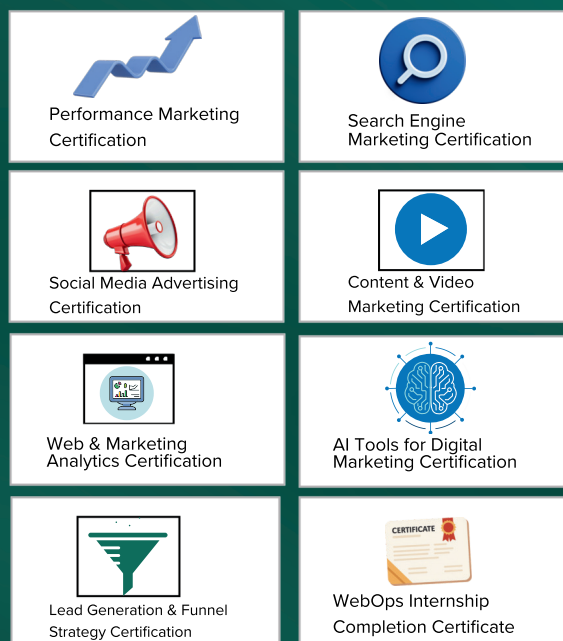 Performance Marketing
Certification
Search Engine
Marketing Certification
Social Media Advertising
Certification
Content & Video
Marketing Certification
Web & Marketing
Analytics Certification
AI Tools for Digital
Marketing Certification
Lead Generation & Funnel
Strategy Certification
CERTIFICATE
WebOps Internship
Completion Certificate